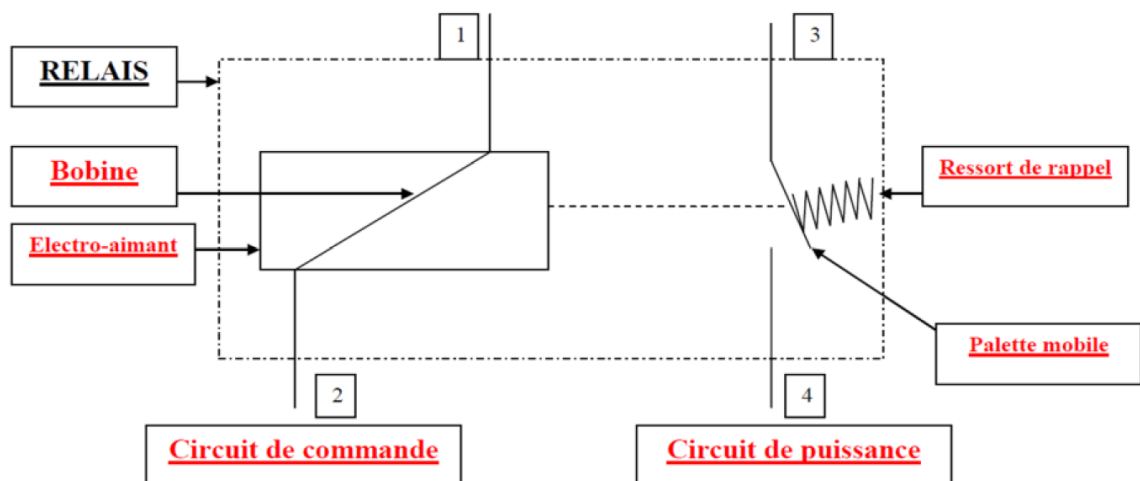 1
3
RELAIS
Bobine
Ressort de rappel
Electro-aimant
Palette mobile
2
4
Circuit de commande
Circuit de puissance